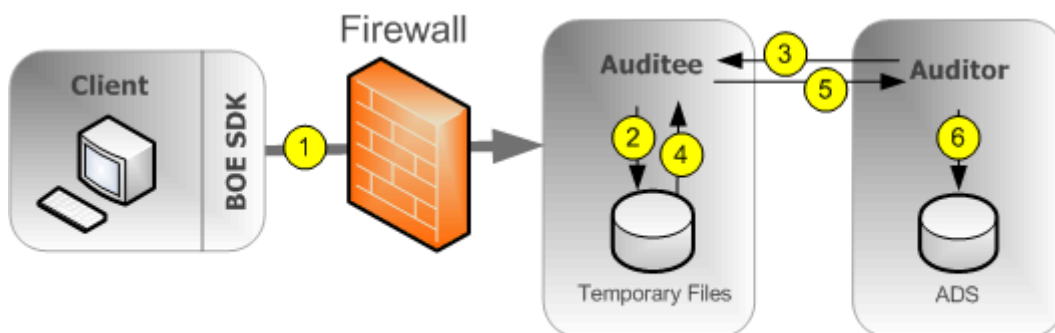 Firewall
Client
BOE SDK
1
Auditee
3
5
Auditor
2
4
6
Temporary Files
ADS